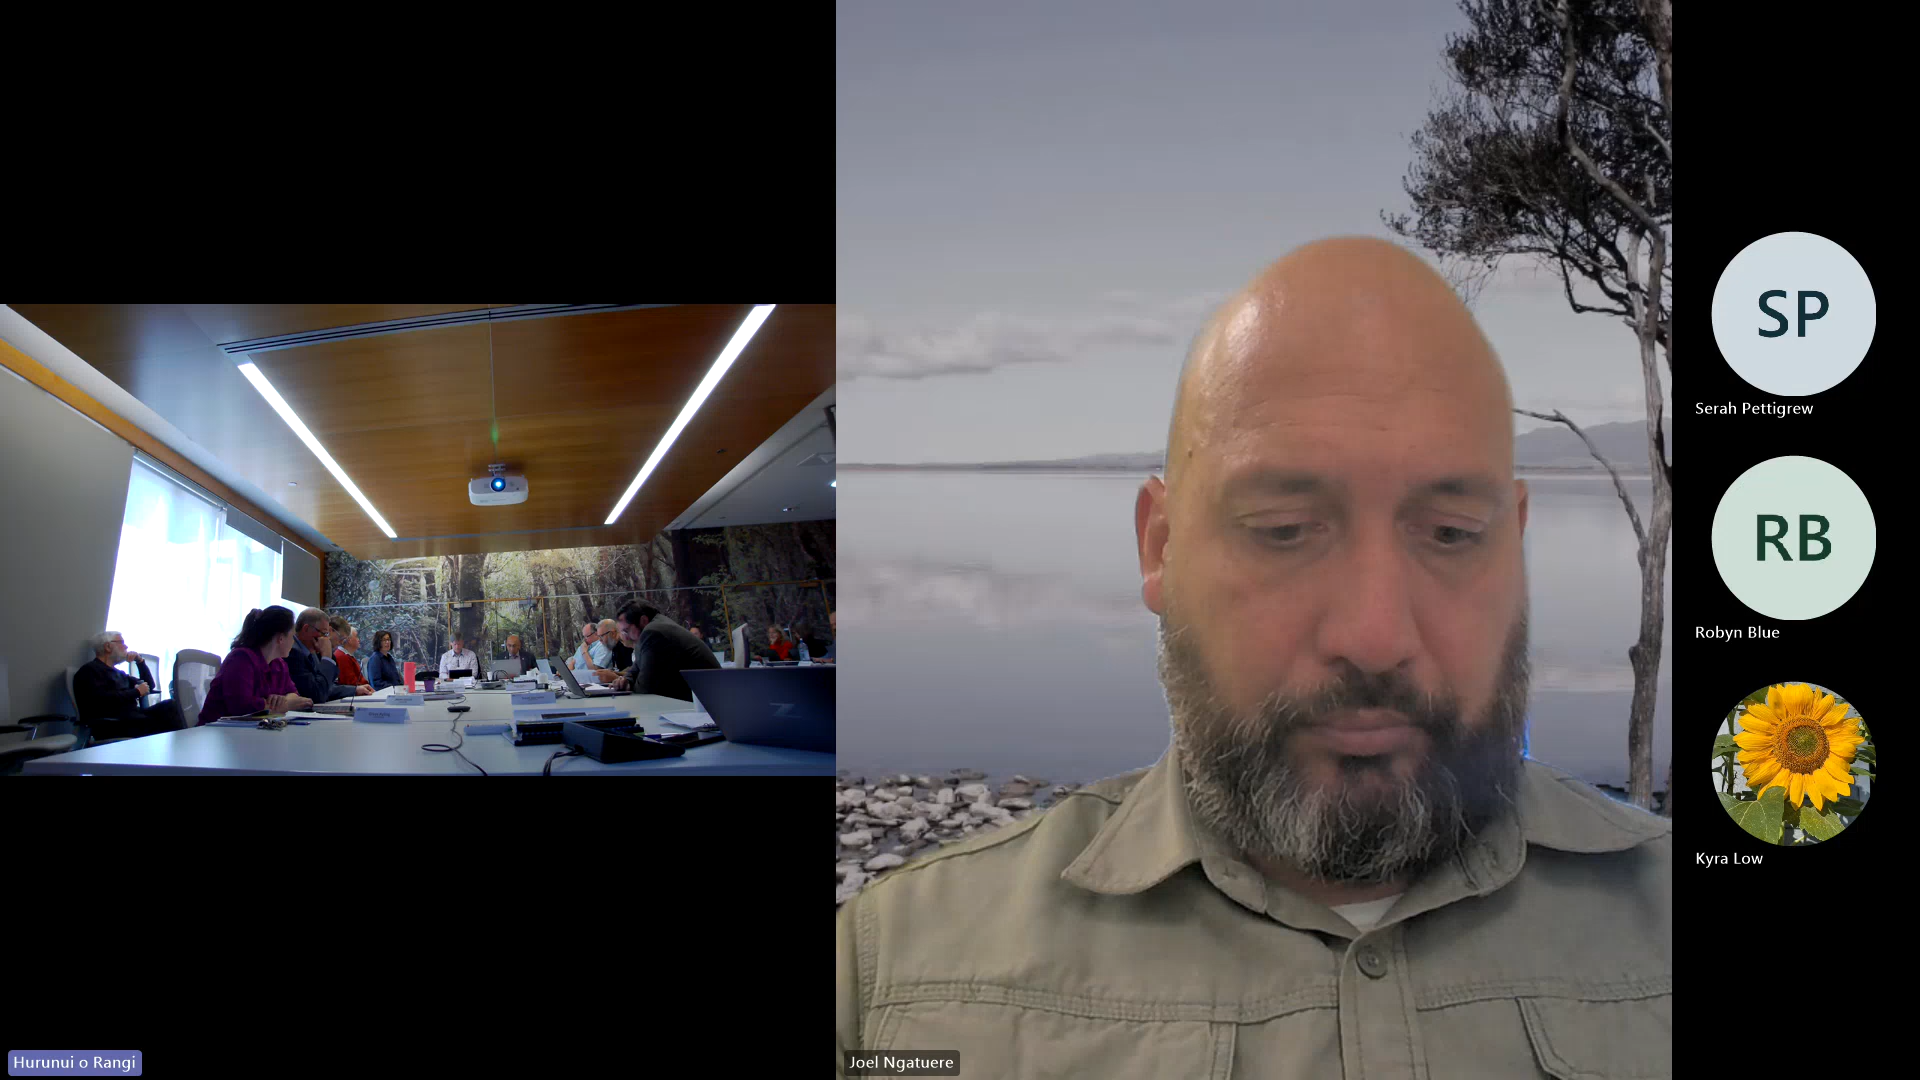 Hurunui o Rangi
Joel Ngatuere
SP
Serah Pettigrew
RB
Robyn Blue
Kyra Low